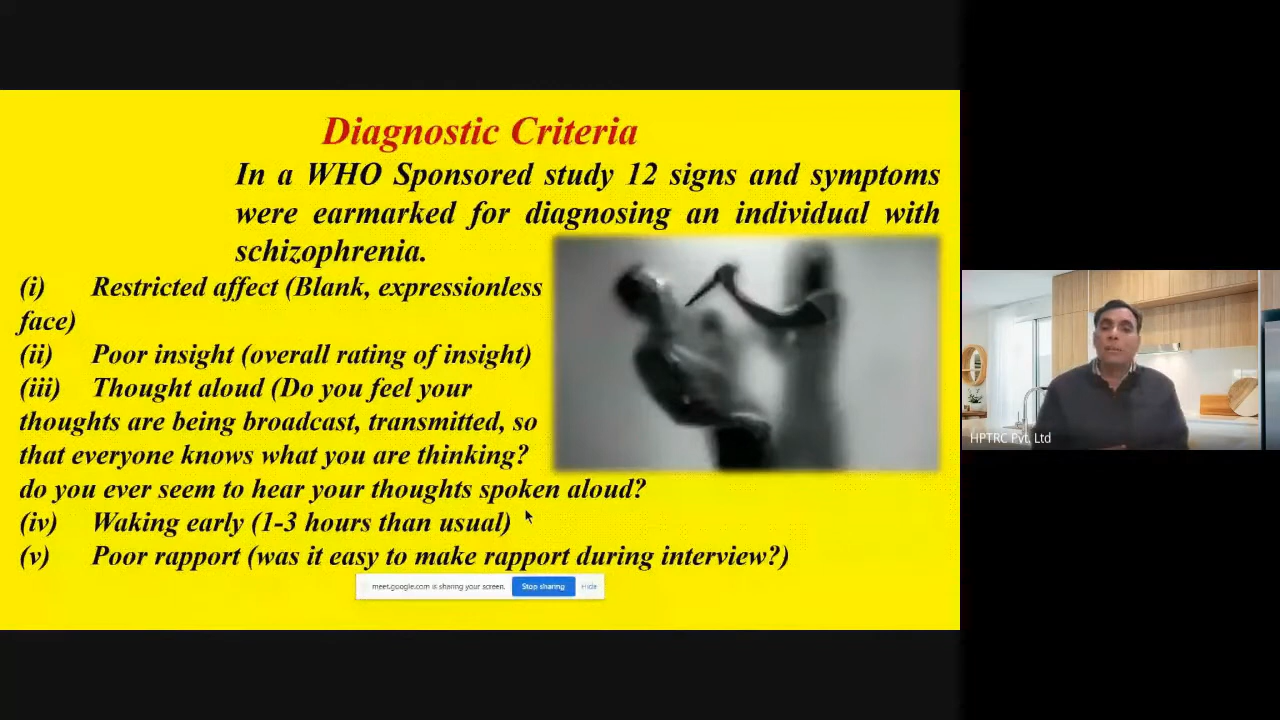 Diagnostic Criteria
In a WHO Sponsored study 12 signs and symptoms
were earmarked for diagnosing an individual with
schizophrenia.
(i) Restricted affect (Blank, expressionless
face)
(ii) Poor insight (overall rating of insight)
(iii) Thought aloud (Do you feel your
thoughts are being broadcast, transmitted, so
that everyone knows what you are thinking?
do you ever seem to hear your thoughts spoken aloud?
(iv) Waking early (1-3 hours than usual)
(v) Poor rapport (was it easy to make rapport during interview?)
meet.google.com is sharing your screen. Stop sharing Hide
HPTRC Pvt. Ltd